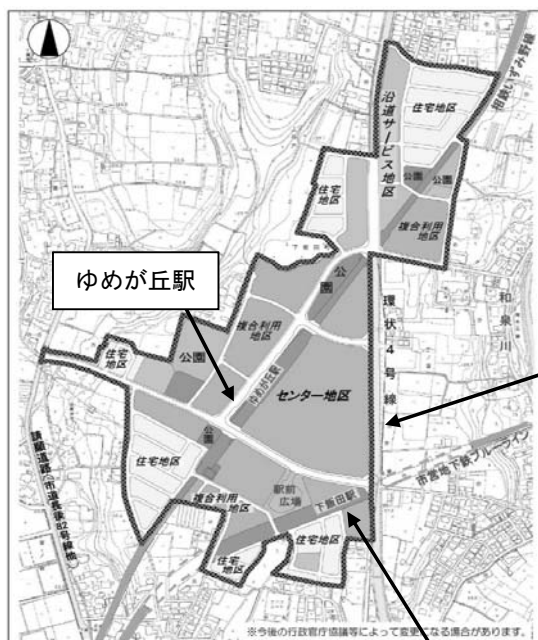 相鉄いずみ野線
沿道サービス地区
住宅地区
公園
公園
住宅
地区
複合利用
地区
ゆめが丘駅
公園
環状4号線
和泉川
複合利用
地区
公園
住宅
地区
ゆめが丘駅
センター地区
公園
住宅地区
市営地下鉄ブルーライン
駅前
広場
下飯田駅
複合利用
地区
住宅
地区
住宅
地区
※今後の行政官庁協議等によって変更になる場合があります。